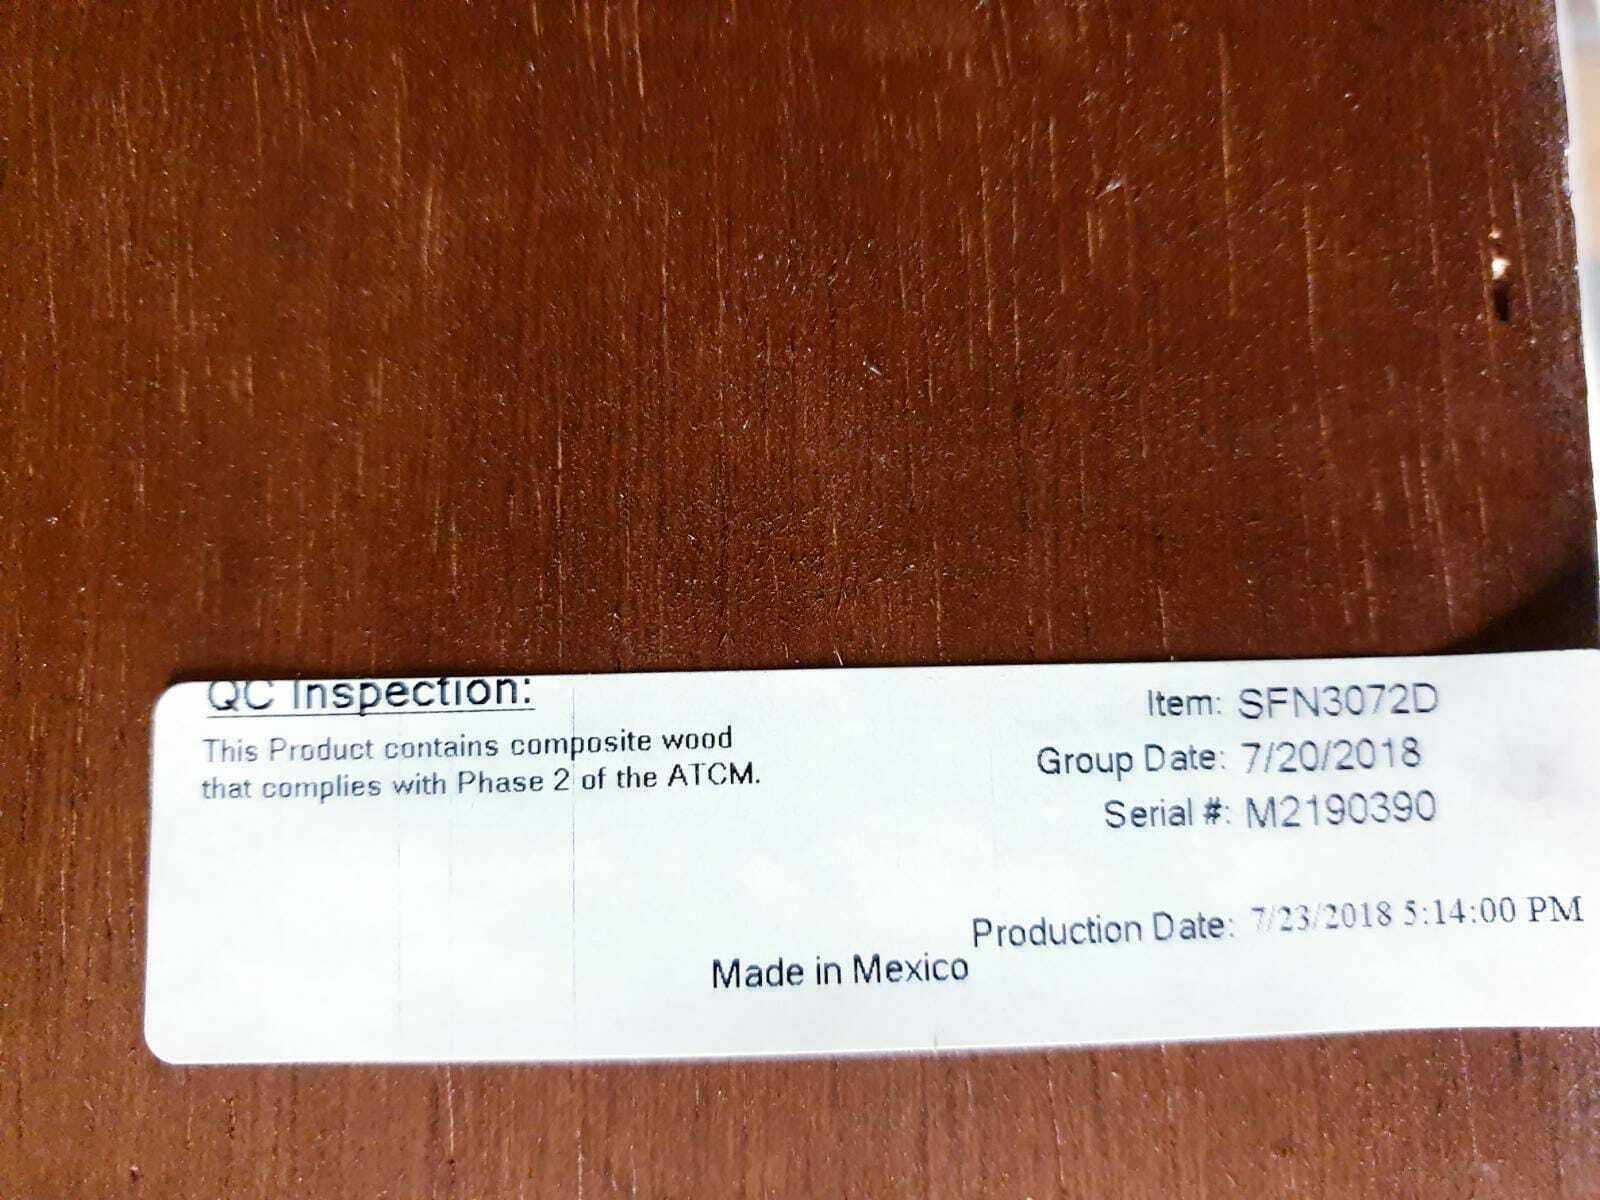 QC Inspection:
This Product contains composite wood
that complies with Phase 2 of the ATCM.
Item: SFN3072D
Group Date: 7/20/2018
Serial #: M2190390
Production Date: 7/23/2018 5:14:00 PM
Made in Mexico